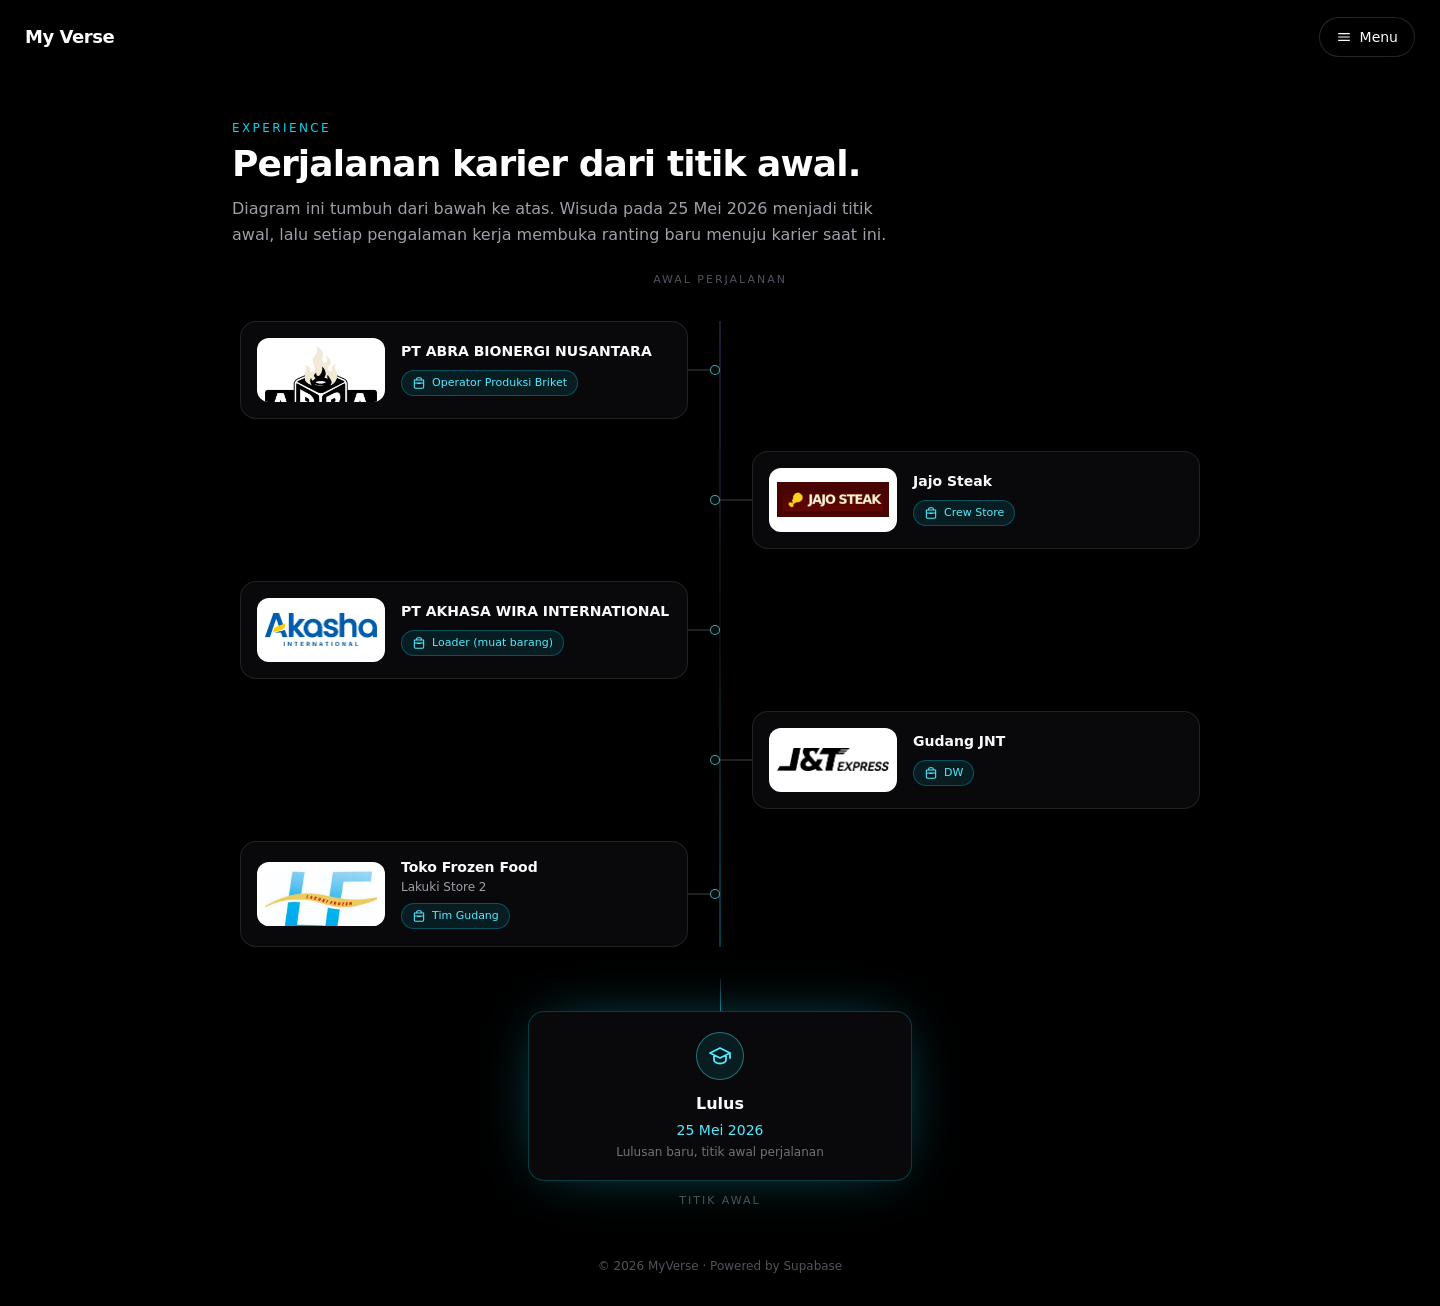 My Verse
Menu
EXPERIENCE
Perjalanan karier dari titik awal.
Diagram ini tumbuh dari bawah ke atas. Wisuda pada 25 Mei 2026 menjadi titik
awal, lalu setiap pengalaman kerja membuka ranting baru menuju karier saat ini.
AWAL PERJALANAN
PT ABRA BIONERGI NUSANTARA
Operator Produksi Briket
JAJO STEAK
Jajo Steak
Crew Store
Akasha
INTERNATIONAL
PT AKHASA WIRA INTERNATIONAL
Loader (muat barang)
J&T EXPRESS
Gudang JNT
DW
LAKUKI FROZEN
Toko Frozen Food
Lakuki Store 2
Tim Gudang
Lulus
25 Mei 2026
Lulusan baru, titik awal perjalanan
TITIK AWAL
© 2026 MyVerse · Powered by Supabase